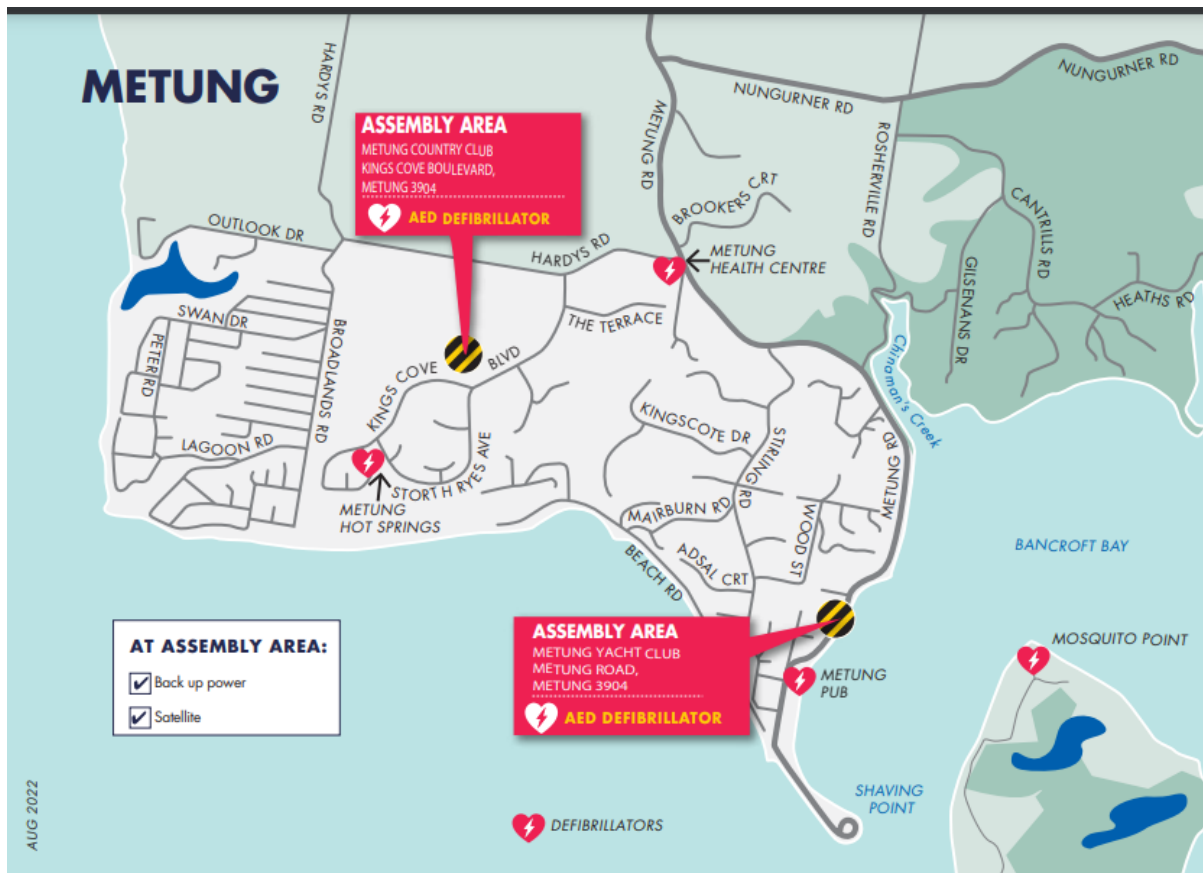 METUNG
HARDYS RD
METUNG RD
NUNGURNER RD
NUNGURNER RD
ROSHERVILLE RD
ASSEMBLY AREA
METUNG COUNTRY CLUB
KINGS COVE BOULEVARD,
METUNG 3904
AED DEFIBRILLATOR
BROOKERS CRT
CANTRILLS RD
OUTLOOK DR
HARDYS RD
METUNG
HEALTH CENTRE
GILSENANS DR
HEATHS RD
SWAN DR
THE TERRACE
PETER RD
BROADLANDS RD
KINGS COVE
BLVD
Chinaman's Creek
KINGSCOTE DR
STIRLING RD
METUNG RD
LAGOON RD
STORTH RYES AVE
METUNG
HOT SPRINGS
MAIRBURN RD
WOOD ST
ADSAL CRT
BEACH RD
BANCROFT BAY
ASSEMBLY AREA
METUNG YACHT CLUB
METUNG ROAD,
METUNG 3904
AED DEFIBRILLATOR
MOSQUITO POINT
METUNG
PUB
AT ASSEMBLY AREA:
Back up power
Satellite
SHAVING
POINT
AUG 2022
DEFIBRILLATORS